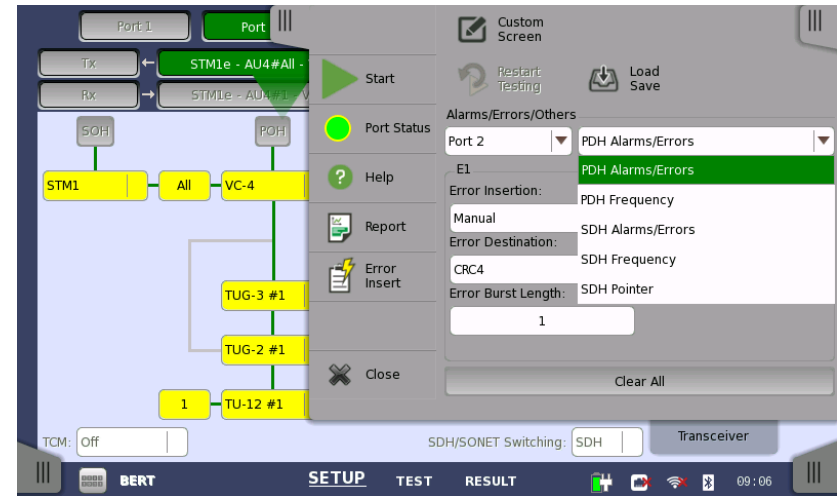 Port 1
Port
Tx
STM1e - AU4#All -
Rx
STM1e - AU4#1 - V
SOH
POH
STM1
All
VC-4
TUG-3 #1
TUG-2 #1
1
TU-12 #1
TCM:
Off
SDH/SONET Switching:
SDH
Transceiver
Start
Port Status
Help
Report
Error
Insert
Close
Custom
Screen
Restart
Testing
Load
Save
Alarms/Errors/Others
Port 2
PDH Alarms/Errors
PDH Alarms/Errors
PDH Frequency
SDH Alarms/Errors
SDH Frequency
SDH Pointer
E1
Error Insertion:
Manual
Error Destination:
CRC4
Error Burst Length:
1
Clear All
BERT
SETUP
TEST
RESULT
09:06